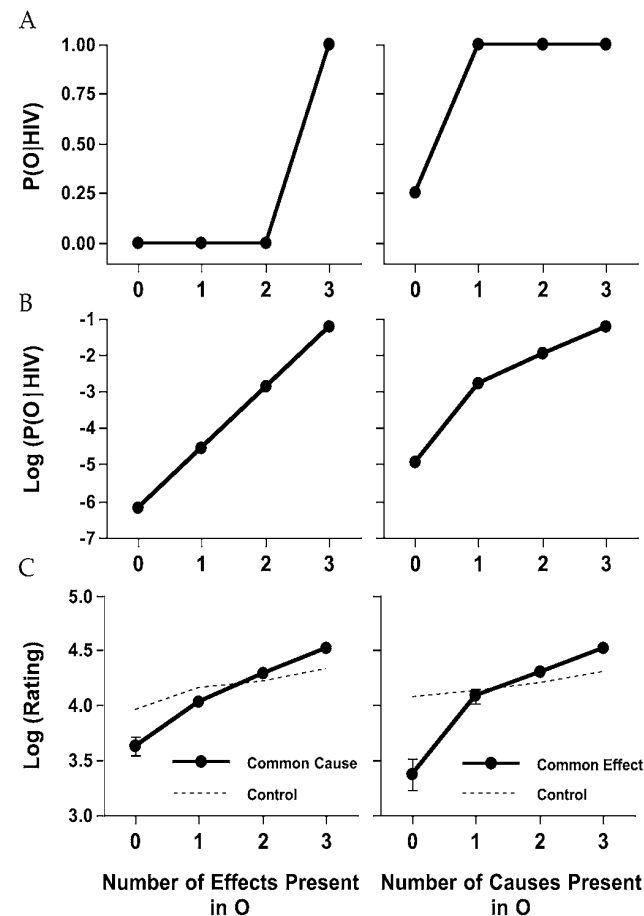 A
P(O|HIV)
1.00
0.75
0.50
0.25
0.00
0 1 2 3
0 1 2 3
B
Log (P(O|HIV)
-1
-2
-3
-4
-5
-6
-7
0 1 2 3
0 1 2 3
C
Log (Rating)
5.0
4.5
4.0
3.5
3.0
Common Cause
Control
Common Effect
Control
0 1 2 3
0 1 2 3
Number of Effects Present
in O
Number of Causes Present
in O